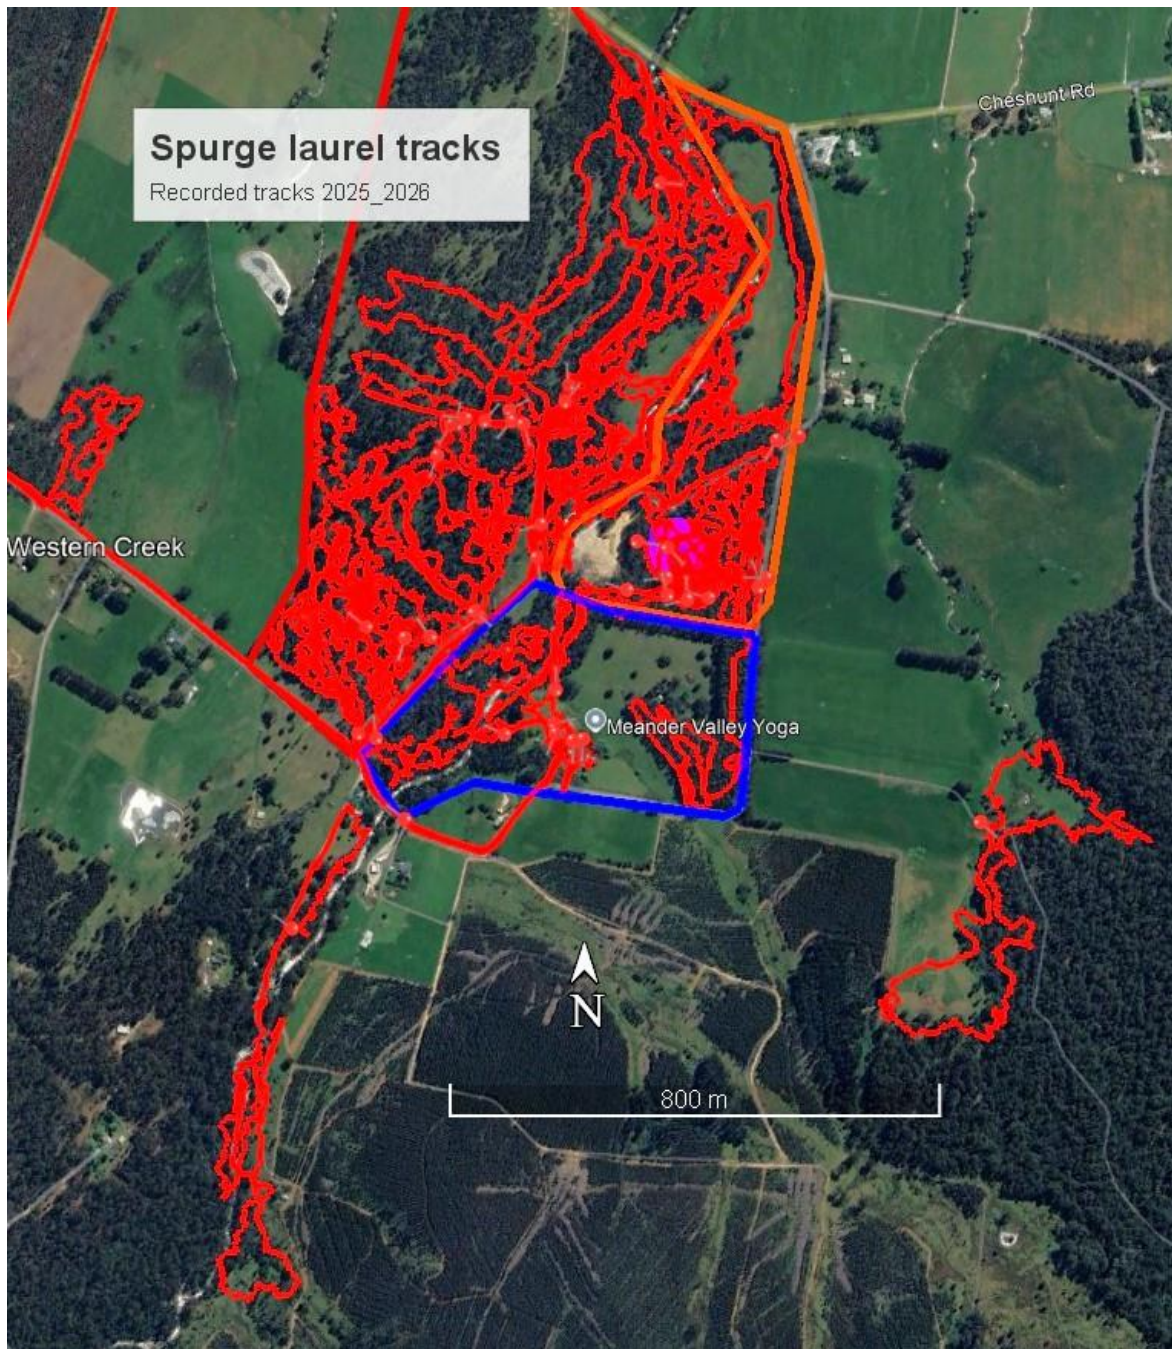 Cheshunt Rd
Spurge laurel tracks
Recorded tracks 2025_2026
Western Creek
Meander Valley Yoga
N
800 m